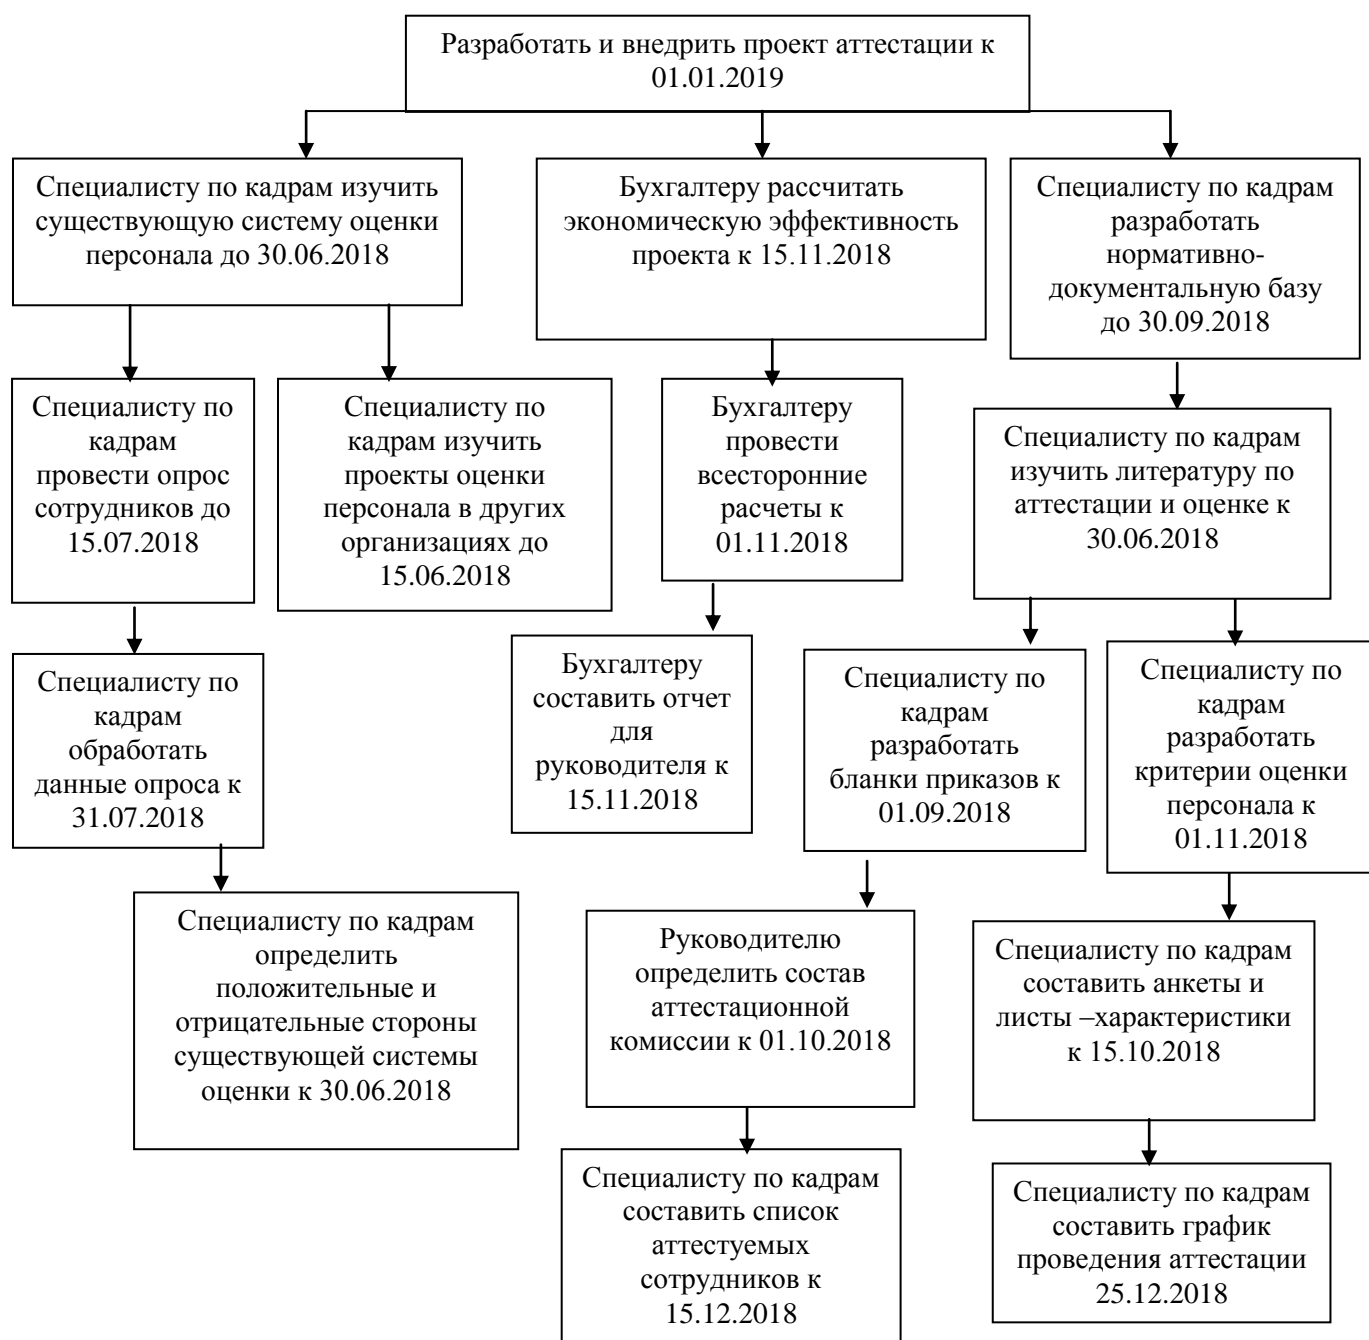 Разработать и внедрить проект аттестации к
01.01.2019
Специалисту по кадрам изучить
существующую систему оценки
персонала до 30.06.2018
Бухгалтеру рассчитать
экономическую эффективность
проекта к 15.11.2018
Специалисту по кадрам
разработать
нормативно-
документальную базу
до 30.09.2018
Специалисту по
кадрам
провести опрос
сотрудников до
15.07.2018
Специалисту по
кадрам изучить
проекты оценки
персонала в других
организациях до
15.06.2018
Бухгалтеру
провести
всесторонние
расчеты к
01.11.2018
Специалисту по кадрам
изучить литературу по
аттестации и оценке к
30.06.2018
Специалисту по
кадрам
обработать
данные опроса к
31.07.2018
Бухгалтеру
составить отчет
для
руководителя к
15.11.2018
Специалисту по
кадрам
разработать
бланки приказов к
01.09.2018
Специалисту по
кадрам
разработать
критерии оценки
персонала к
01.11.2018
Специалисту по кадрам
определить
положительные и
отрицательные стороны
существующей системы
оценки к 30.06.2018
Руководителю
определить состав
аттестационной
комиссии к 01.10.2018
Специалисту по кадрам
составить анкеты и
листы –характеристики
к 15.10.2018
Специалисту по кадрам
составить список
аттестуемых
сотрудников к
15.12.2018
Специалисту по кадрам
составить график
проведения аттестации
25.12.2018